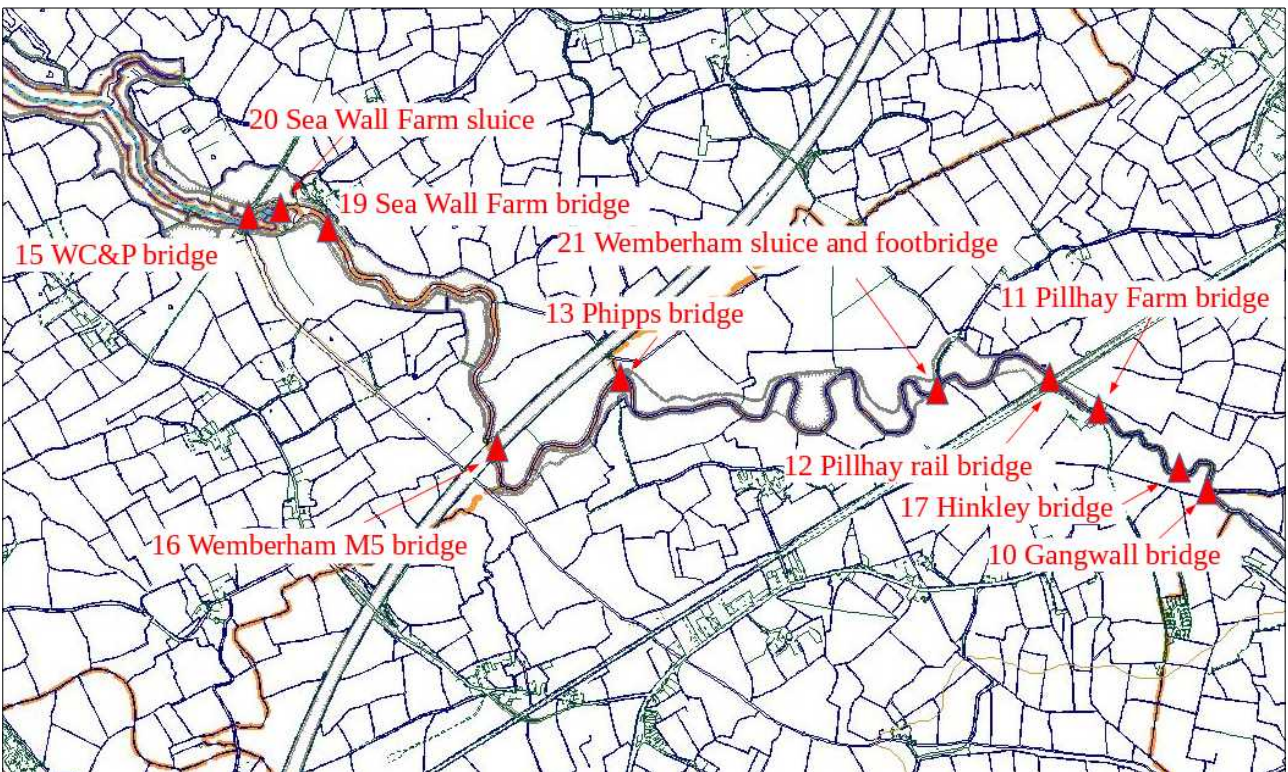 20 Sea Wall Farm sluice
19 Sea Wall Farm bridge
15 WC&P bridge
21 Wemberham sluice and footbridge
11 Pillhay Farm bridge
13 Phipps bridge
12 Pillhay rail bridge
17 Hinkley bridge
16 Wemberham M5 bridge
10 Gangwall bridge